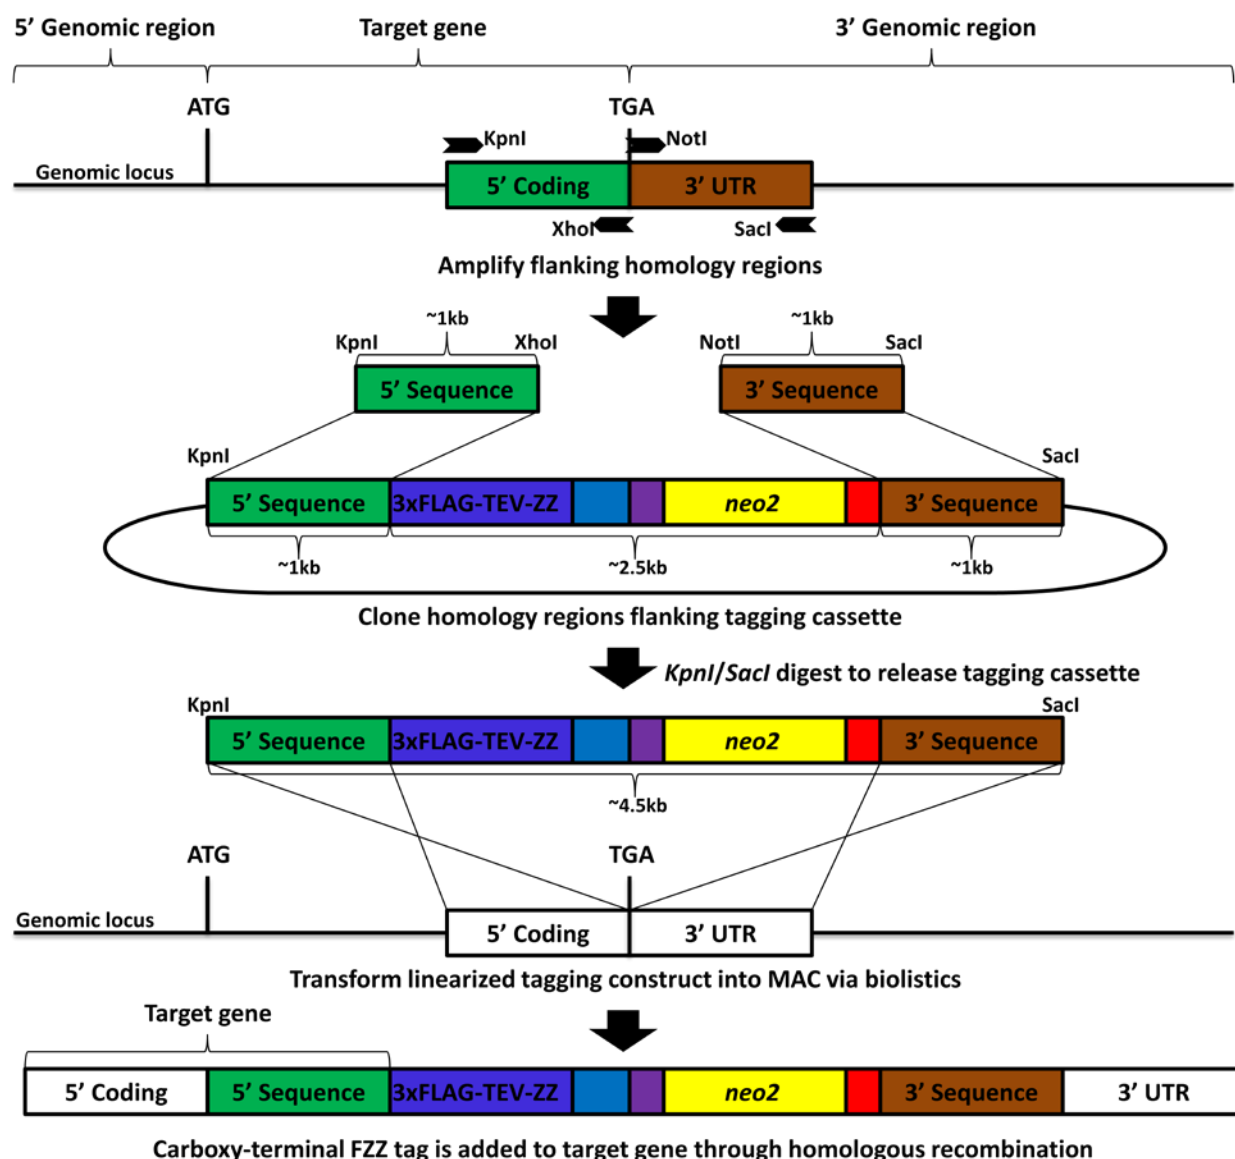 5’ Genomic region Target gene 3’ Genomic region
ATG TGA
KpnI NotI
Genomic locus
5’ Coding 3’ UTR
XhoI SacI
Amplify flanking homology regions
~1kb ~1kb
KpnI XhoI NotI SacI
5’ Sequence 3’ Sequence
KpnI SacI
5’ Sequence 3xFLAG-TEV-ZZ neo2 3’ Sequence
~1kb ~2.5kb ~1kb
Clone homology regions flanking tagging cassette
KpnI/SacI digest to release tagging cassette
KpnI SacI
5’ Sequence 3xFLAG-TEV-ZZ neo2 3’ Sequence
~4.5kb
ATG TGA
Genomic locus
5’ Coding 3’ UTR
Transform linearized tagging construct into MAC via biolistics
Target gene
5’ Coding 5’ Sequence 3xFLAG-TEV-ZZ neo2 3’ Sequence 3’ UTR
Carboxy-terminal FZZ tag is added to target gene through homologous recombination